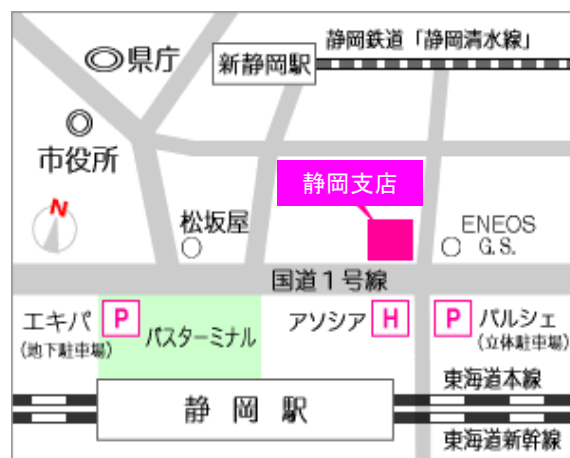 静岡鉄道「静岡清水線」
県庁
新静岡駅
市役所
静岡支店
N
松坂屋
ENEOS
G.S.
国道1号線
エキパ
(地下駐車場)
P
バスターミナル
アソシア
H
P
パルシェ
(立体駐車場)
東海道本線
静岡駅
東海道新幹線